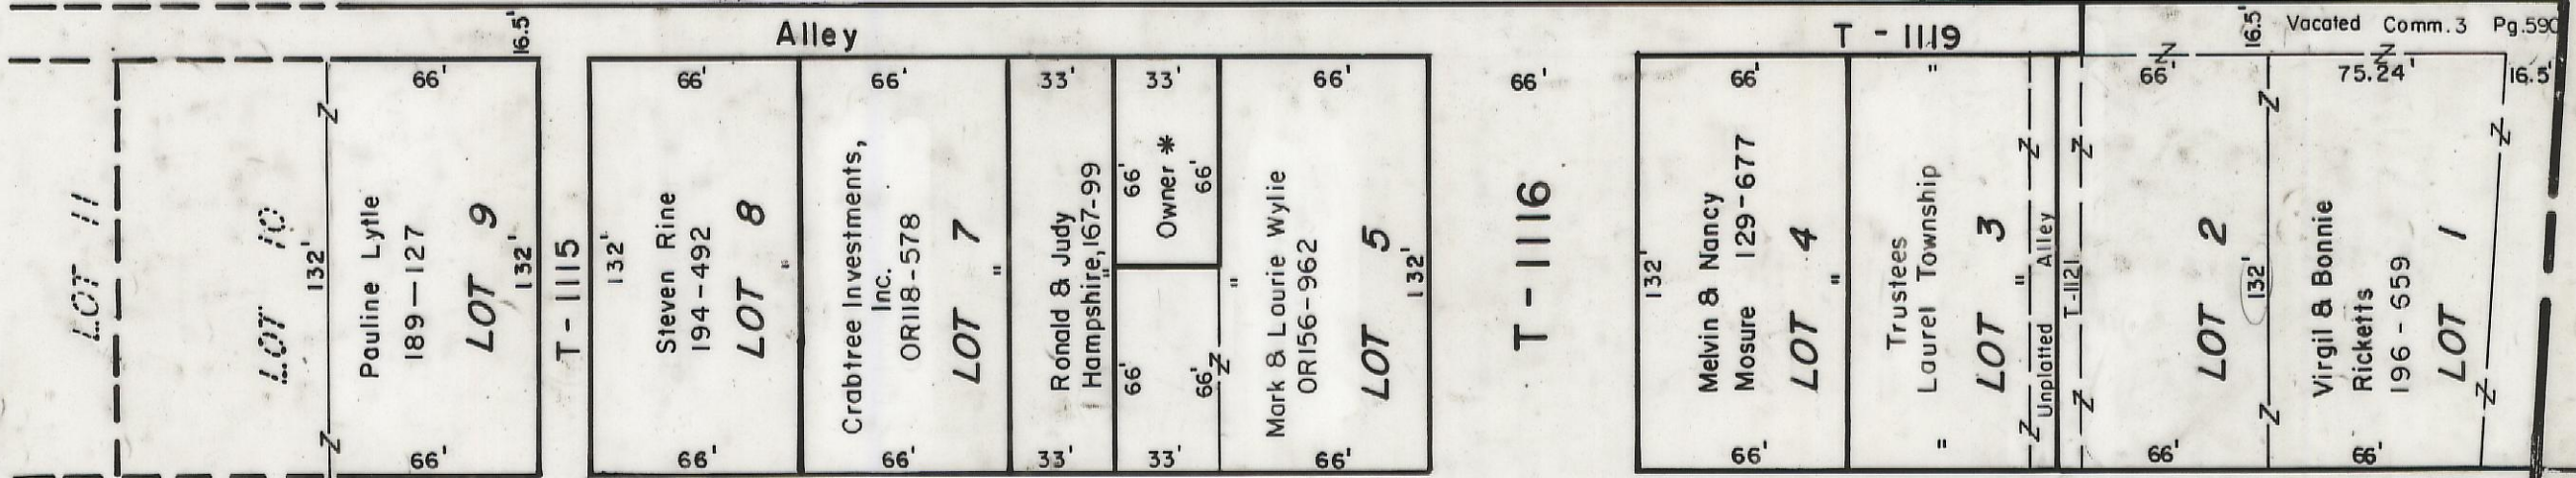 Alley
T - 1119
16.5'
16.5'
Vacated Comm. 3 Pg. 590
66'
66'
66'
33'
33'
66'
66'
66'
"
66'
75.24'
16.5'
LOT 11
LOT 10
132'
Pauline Lytle
189-127
LOT 9
132'
66'
T - 1115
132'
Steven Rine
194-492
LOT 8
"
66'
Crabtree Investments,
Inc.
OR118-578
LOT 7
"
66'
Ronald & Judy
Hampshire, 167-99
"
33'
66'
Owner *
66'
66'
66'
33'
"
Mark & Laurie Wylie
OR156-962
LOT 5
132'
66'
T - 1116
132'
Melvin & Nancy
Mosure 129-677
LOT 4
"
66'
Trustees
Laurel Township
LOT 3
"
"
Unplatted Alley
T-1121
LOT 2
132'
66'
Virgil & Bonnie
Ricketts
196 - 659
LOT 1
66'
Z
Z
Z
Z
Z
Z
Z
Z
Z
Z
Z
Z
Z